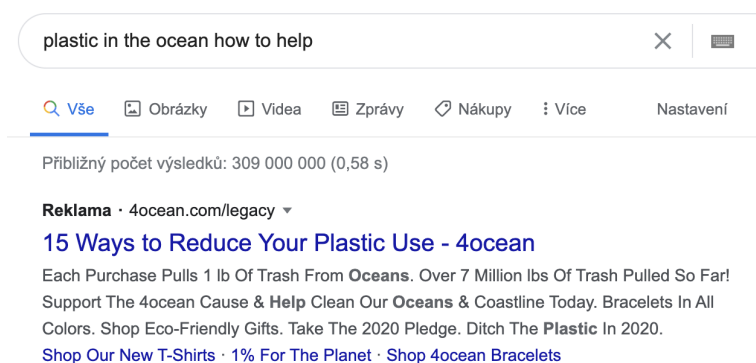 plastic in the ocean how to help
Vše Obrázky Videa Zprávy Nákupy Více Nastavení
Přibližný počet výsledků: 309 000 000 (0,58 s)
Reklama · 4ocean.com/legacy
15 Ways to Reduce Your Plastic Use - 4ocean
Each Purchase Pulls 1 lb Of Trash From Oceans. Over 7 Million lbs Of Trash Pulled So Far!
Support The 4ocean Cause & Help Clean Our Oceans & Coastline Today. Bracelets In All
Colors. Shop Eco-Friendly Gifts. Take The 2020 Pledge. Ditch The Plastic In 2020.
Shop Our New T-Shirts · 1% For The Planet · Shop 4ocean Bracelets